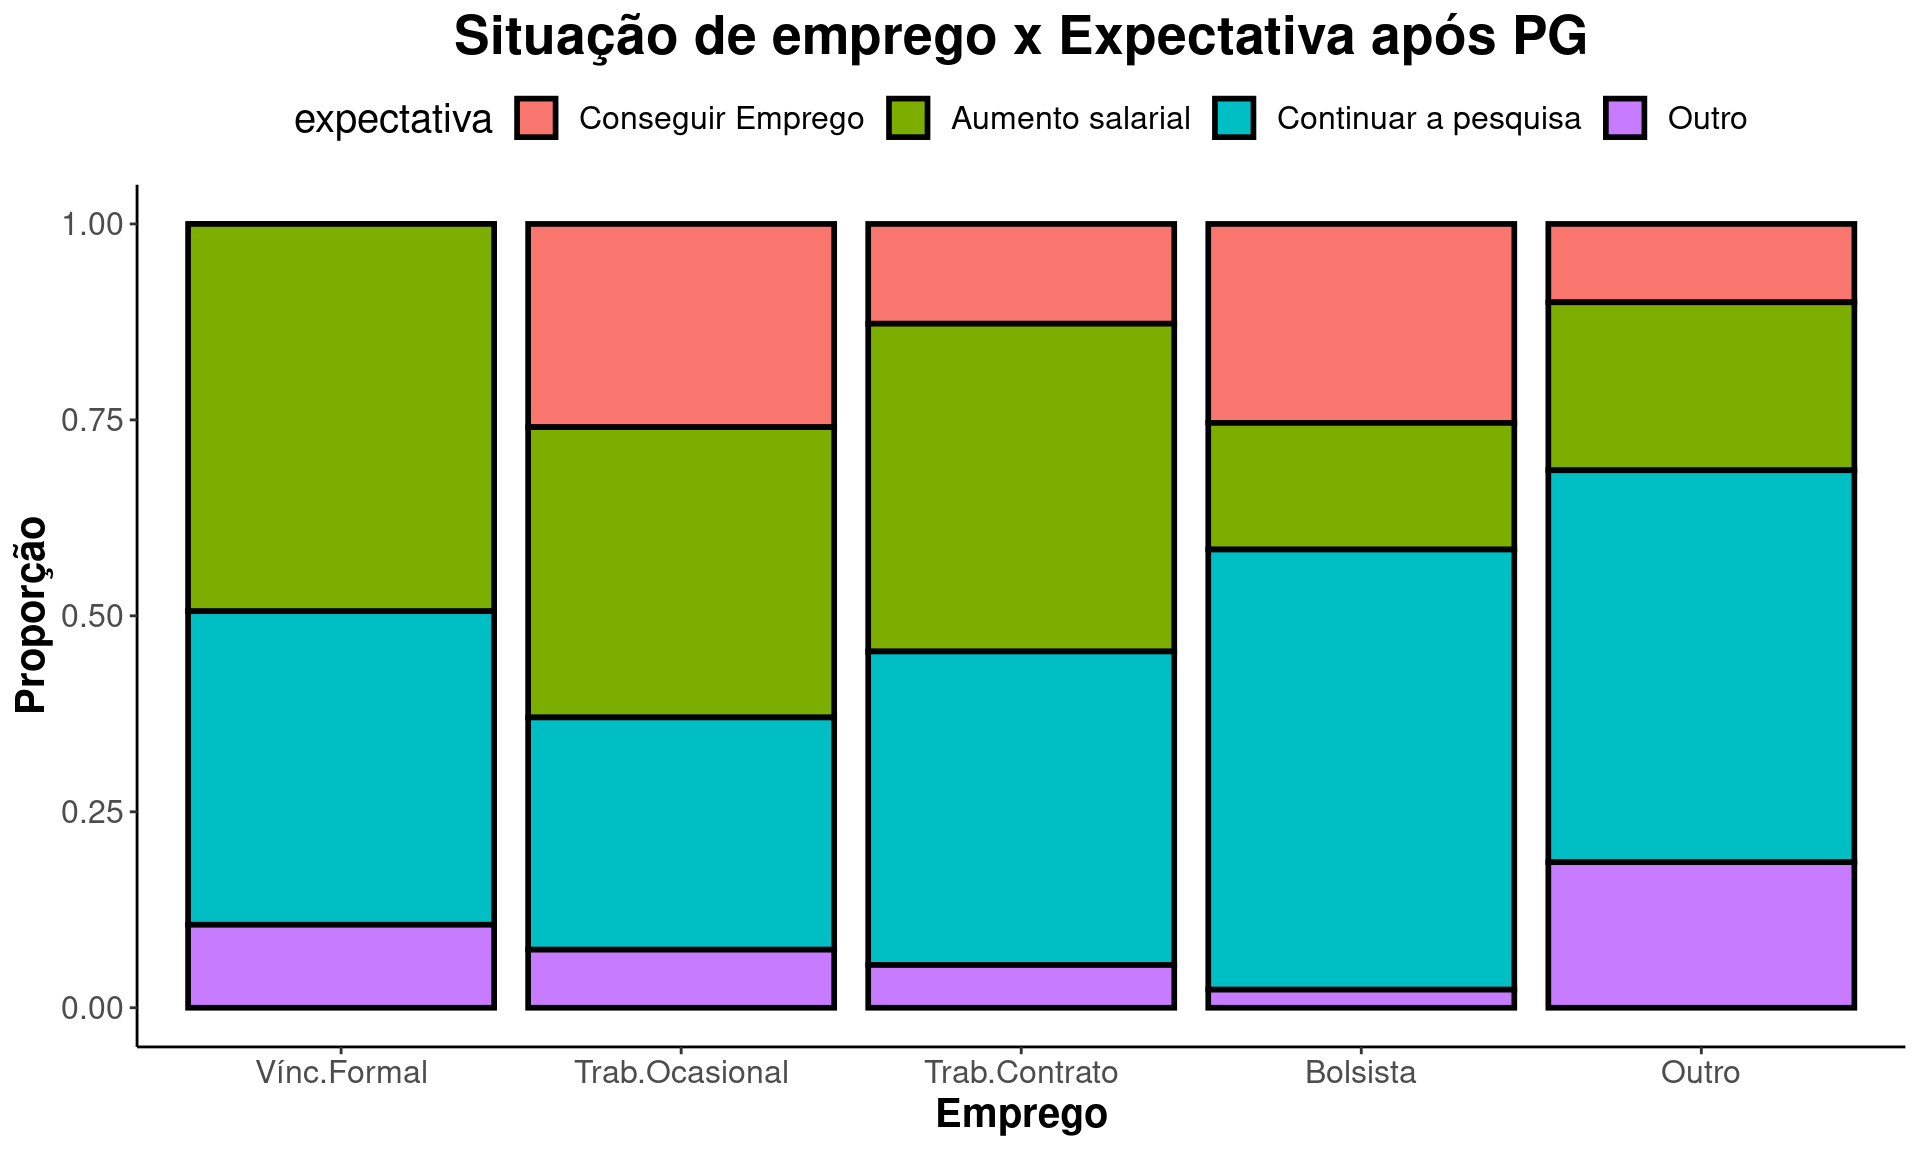 Situação de emprego x Expectativa após PG
expectativa Conseguir Emprego Aumento salarial Continuar a pesquisa Outro
Proporção
1.00
0.75
0.50
0.25
0.00
Vínc.Formal Trab.Ocasional Trab.Contrato Bolsista Outro
Emprego